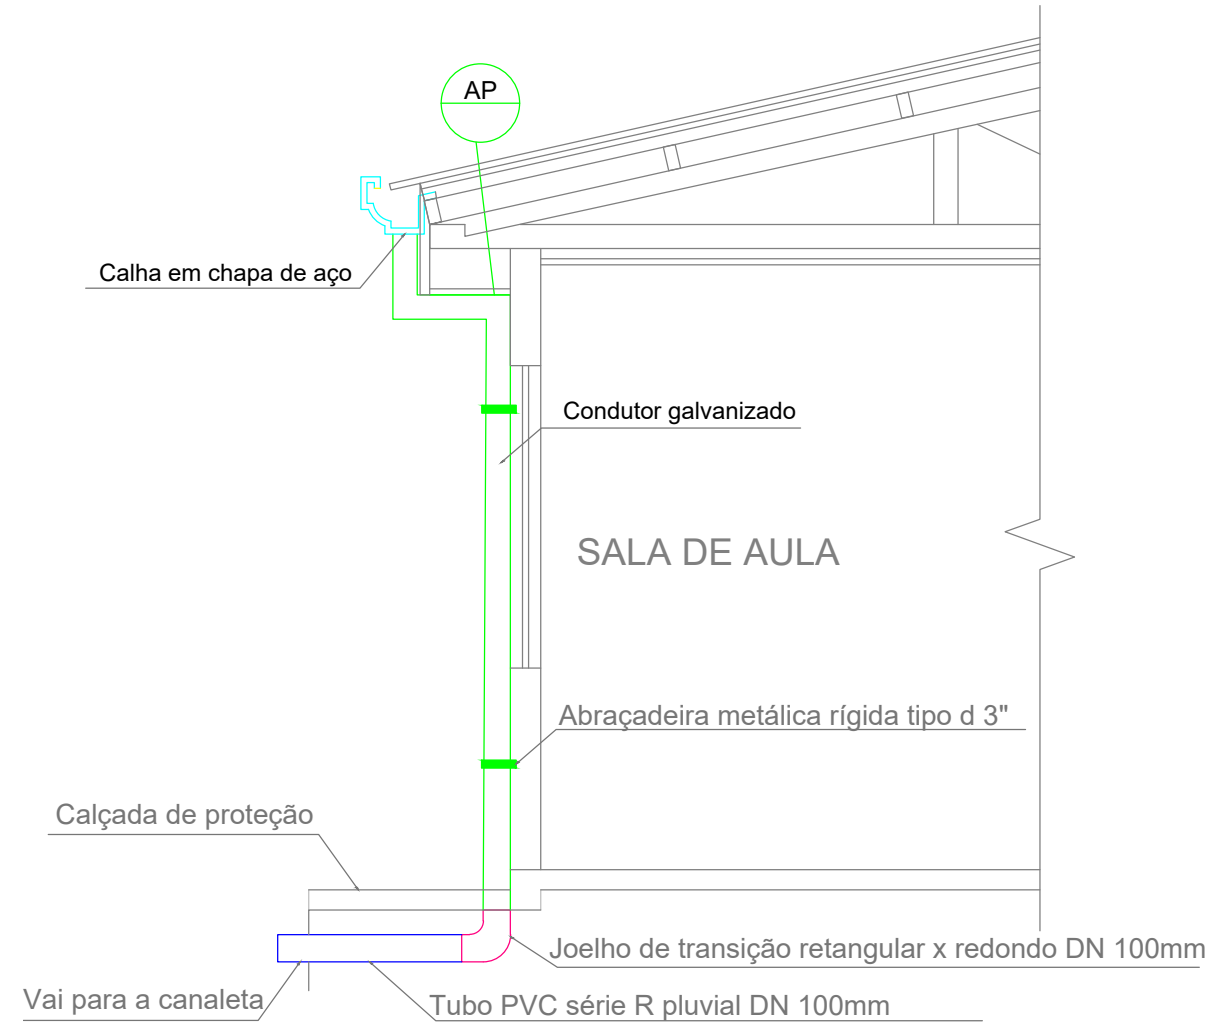 AP
Calha em chapa de aço
Condutor galvanizado
SALA DE AULA
Abraçadeira metálica rígida tipo d 3"
Calçada de proteção
Joelho de transição retangular x redondo DN 100mm
Vai para a canaleta
Tubo PVC série R pluvial DN 100mm